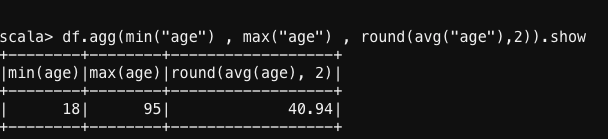 scala> df.agg(min("age") , max("age") , round(avg("age"),2)).show
+--------+--------+------------------+
|min(age)|max(age)|round(avg(age), 2)|
+--------+--------+------------------+
|      18|      95|             40.94|
+--------+--------+------------------+